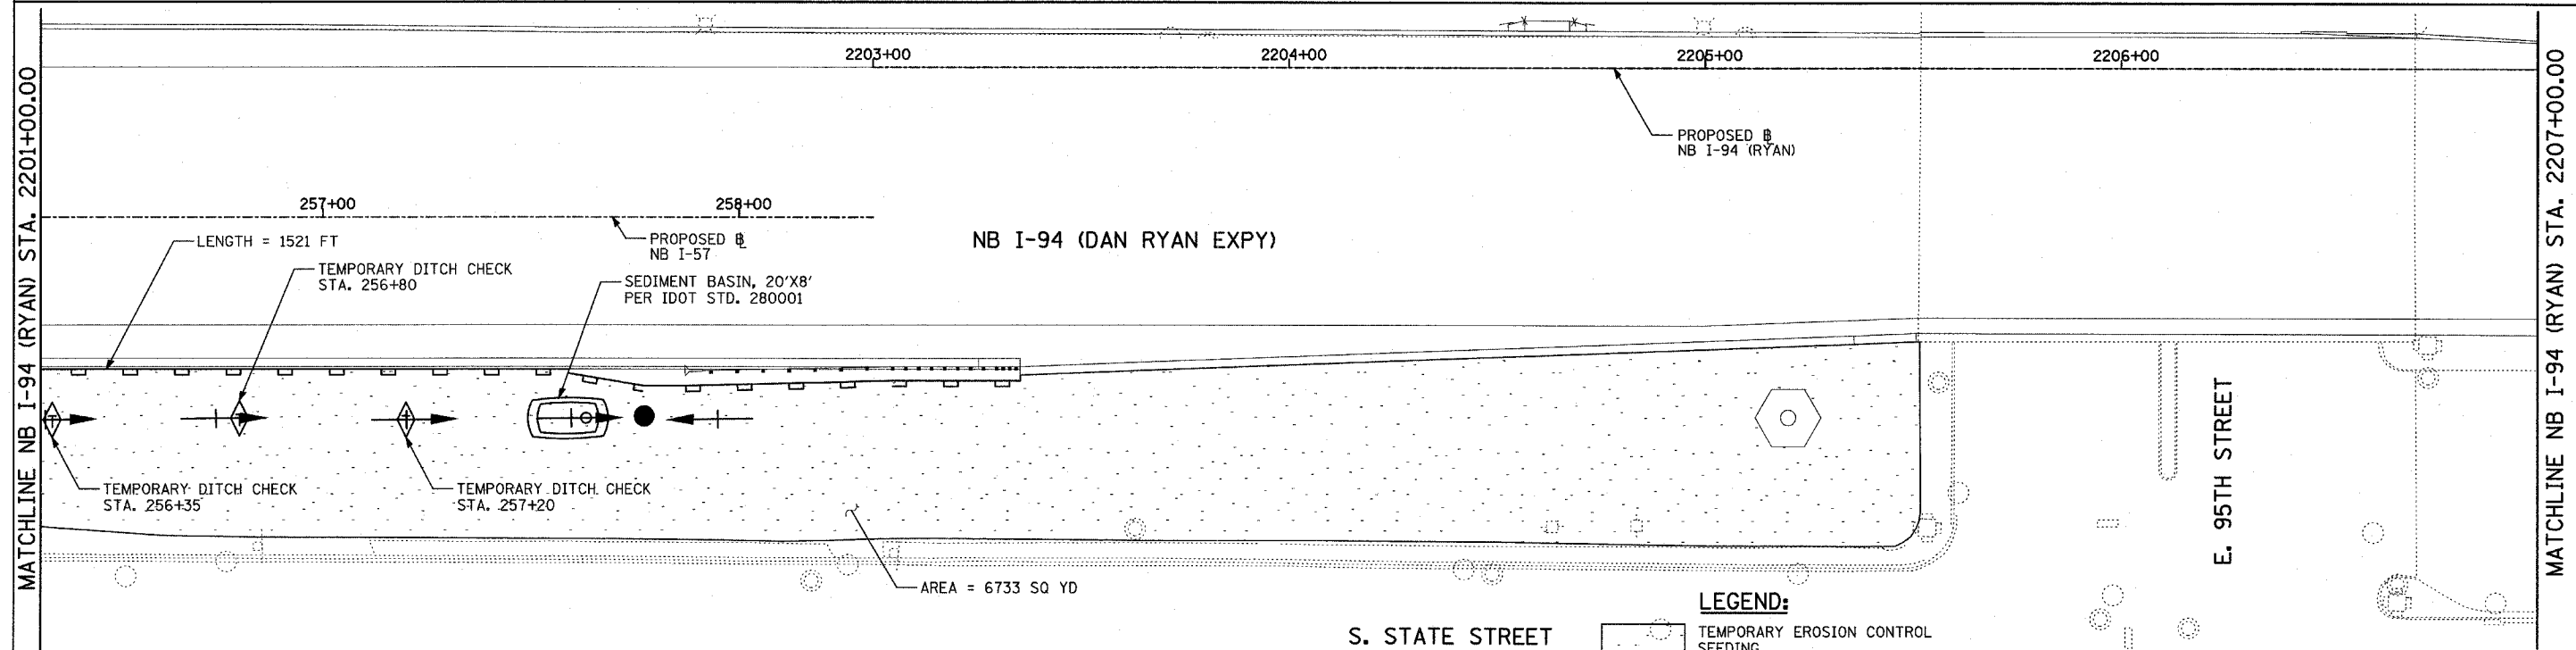 2203+00
2204+00
2205+00
2206+00
MATCHLINE NB I-94 (RYAN) STA. 2201+00.00
PROPOSED ℄
NB I-94 (RYAN)
257+00
258+00
LENGTH = 1521 FT
PROPOSED ℄
NB I-57
NB I-94 (DAN RYAN EXPY)
TEMPORARY DITCH CHECK
STA. 256+80
SEDIMENT BASIN, 20'X8'
PER IDOT STD. 280001
TEMPORARY DITCH CHECK
STA. 256+35
TEMPORARY DITCH CHECK
STA. 257+20
AREA = 6733 SQ YD
E. 95TH STREET
MATCHLINE NB I-94 (RYAN) STA. 2207+00.00
S. STATE STREET
LEGEND:
TEMPORARY EROSION CONTROL
SEEDING